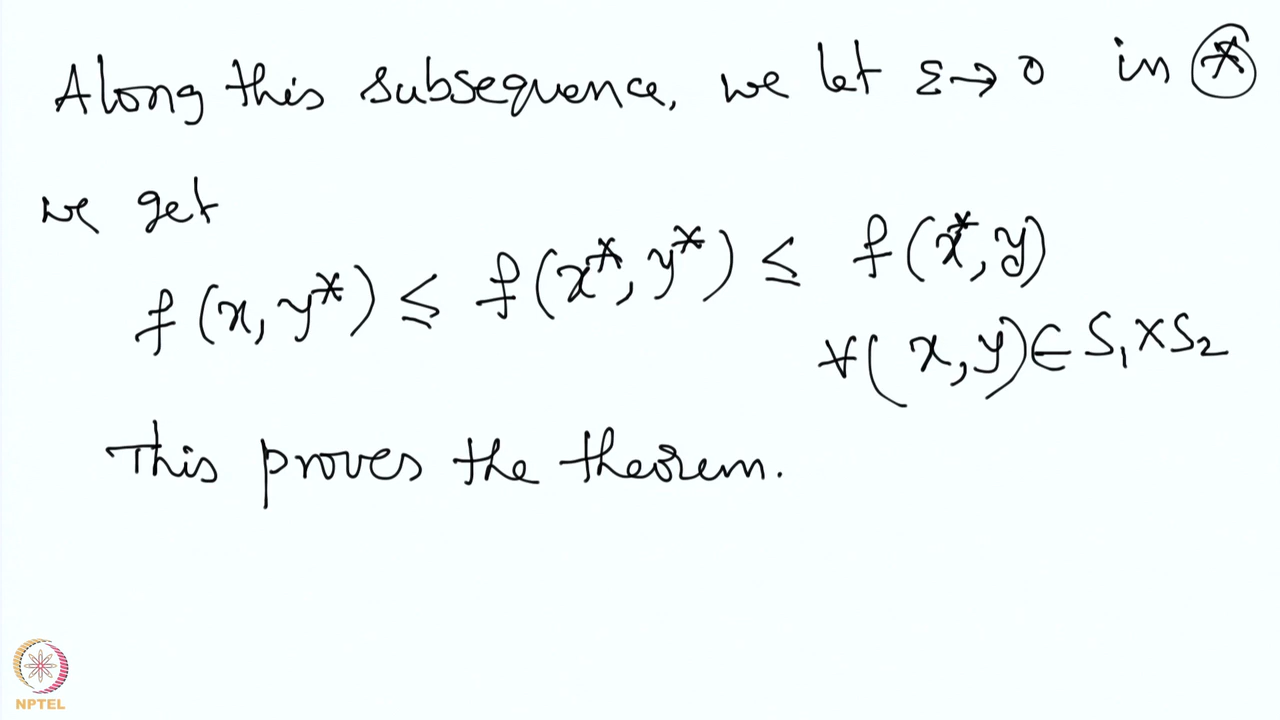 Along this subsequence, we let ε→0 in ⊛
we get
f(x, y*) ≤ f(x*, y*) ≤ f(x*, y)
∀(x,y)∈S₁×S₂
This proves the theorem.
NPTEL